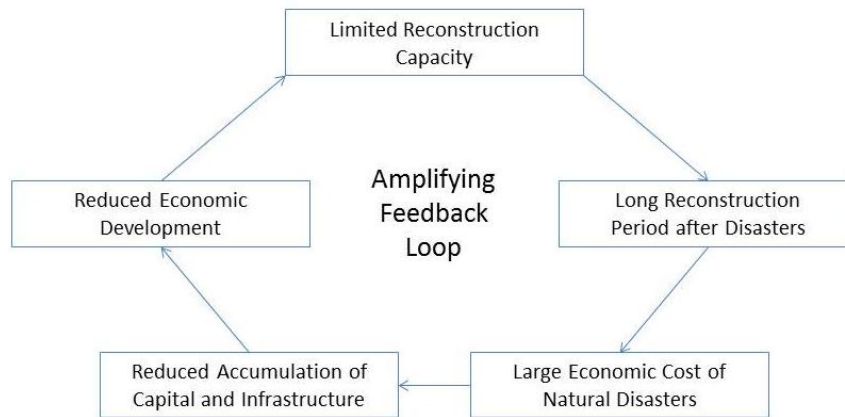 Limited Reconstruction
Capacity
Amplifying
Feedback
Loop
Reduced Economic
Development
Long Reconstruction
Period after Disasters
Reduced Accumulation of
Capital and Infrastructure
Large Economic Cost of
Natural Disasters